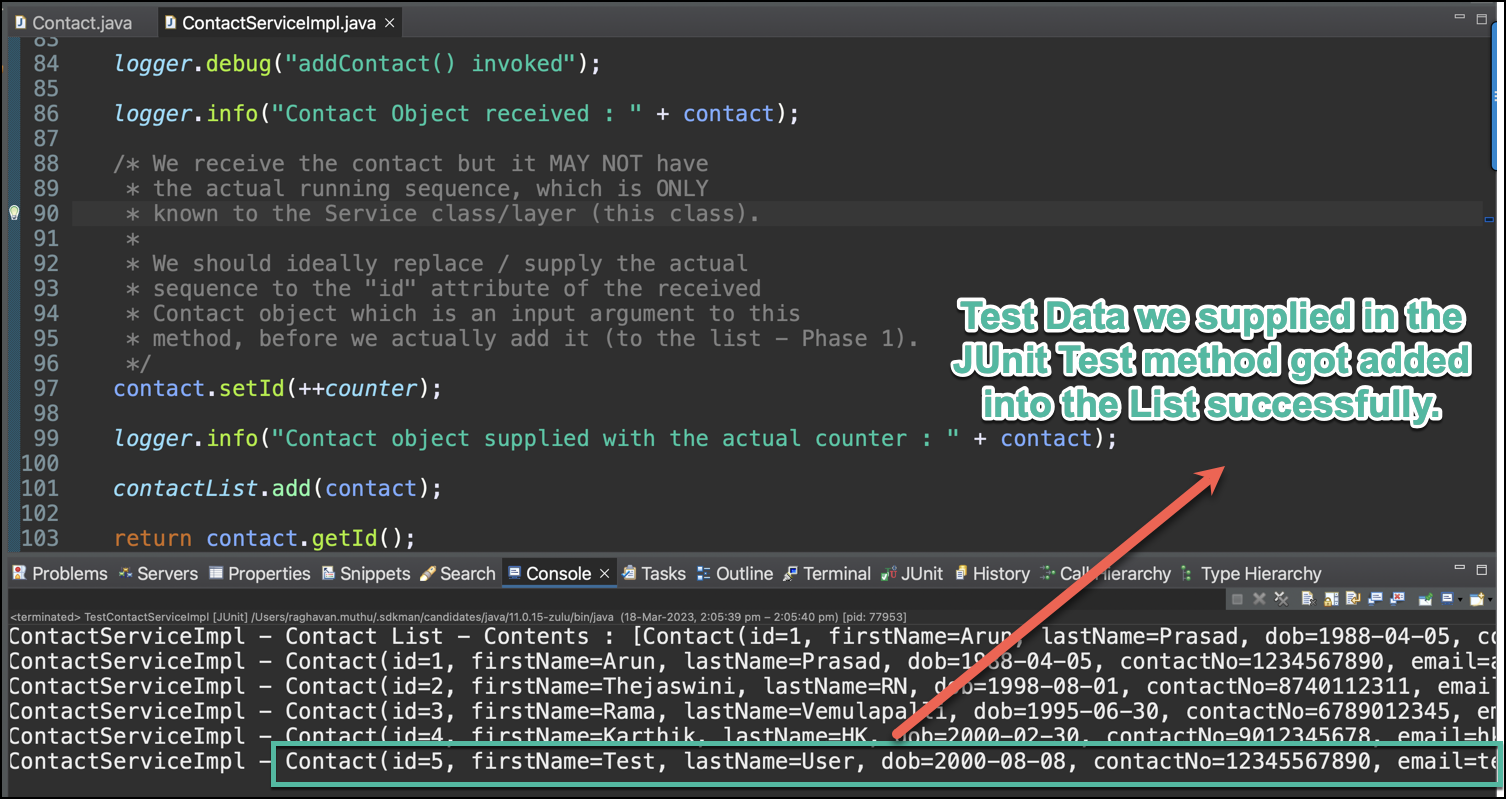 Contact.java
ContactServiceImpl.java
83
84 logger.debug("addContact() invoked");
85
86 logger.info("Contact Object received : " + contact);
87
88 /* We receive the contact but it MAY NOT have
89 * the actual running sequence, which is ONLY
90 * known to the Service class/layer (this class).
91 *
92 * We should ideally replace / supply the actual
93 * sequence to the "id" attribute of the received
94 * Contact object which is an input argument to this
95 * method, before we actually add it (to the list - Phase 1).
96 */
97 contact.setId(++counter);
98
99 logger.info("Contact object supplied with the actual counter : " + contact);
100
101 contactList.add(contact);
102
103 return contact.getId();
Test Data we supplied in the
JUnit Test method got added
into the List successfully.
Problems Servers Properties Snippets Search Console Tasks Outline Terminal JUnit History Call Hierarchy Type Hierarchy
<terminated> TestContactServiceImpl [JUnit] /Users/raghavan.muthu/.sdkman/candidates/java/11.0.15-zulu/bin/java (18-Mar-2023, 2:05:39 pm – 2:05:40 pm) [pid: 77953]
ContactServiceImpl - Contact List - Contents : [Contact(id=1, firstName=Arun, lastName=Prasad, dob=1988-04-05, co
ContactServiceImpl - Contact(id=1, firstName=Arun, lastName=Prasad, dob=1988-04-05, contactNo=1234567890, email=a
ContactServiceImpl - Contact(id=2, firstName=Thejaswini, lastName=RN, dob=1998-08-01, contactNo=8740112311, email
ContactServiceImpl - Contact(id=3, firstName=Rama, lastName=Vemulapalli, dob=1995-06-30, contactNo=6789012345, em
ContactServiceImpl - Contact(id=4, firstName=Karthik, lastName=HK, dob=2000-02-30, contactNo=9012345678, email=hk
ContactServiceImpl - Contact(id=5, firstName=Test, lastName=User, dob=2000-08-08, contactNo=12345567890, email=te